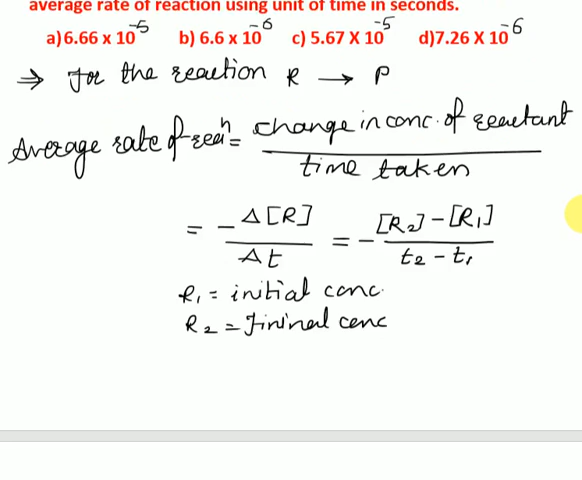 average rate of reaction using unit of time in seconds.
a)6.66 x 10⁻⁵ b) 6.6 x 10⁻⁶ c) 5.67 X 10⁻⁵ d)7.26 X 10⁻⁶
⇒ For the reaction R → P
Average rate of reaⁿ = change in conc. of reactant / time taken
= - Δ[R] / Δt = - [R₂] - [R₁] / t₂ - t₁
R₁ = initial conc.
R₂ = Fininal conc